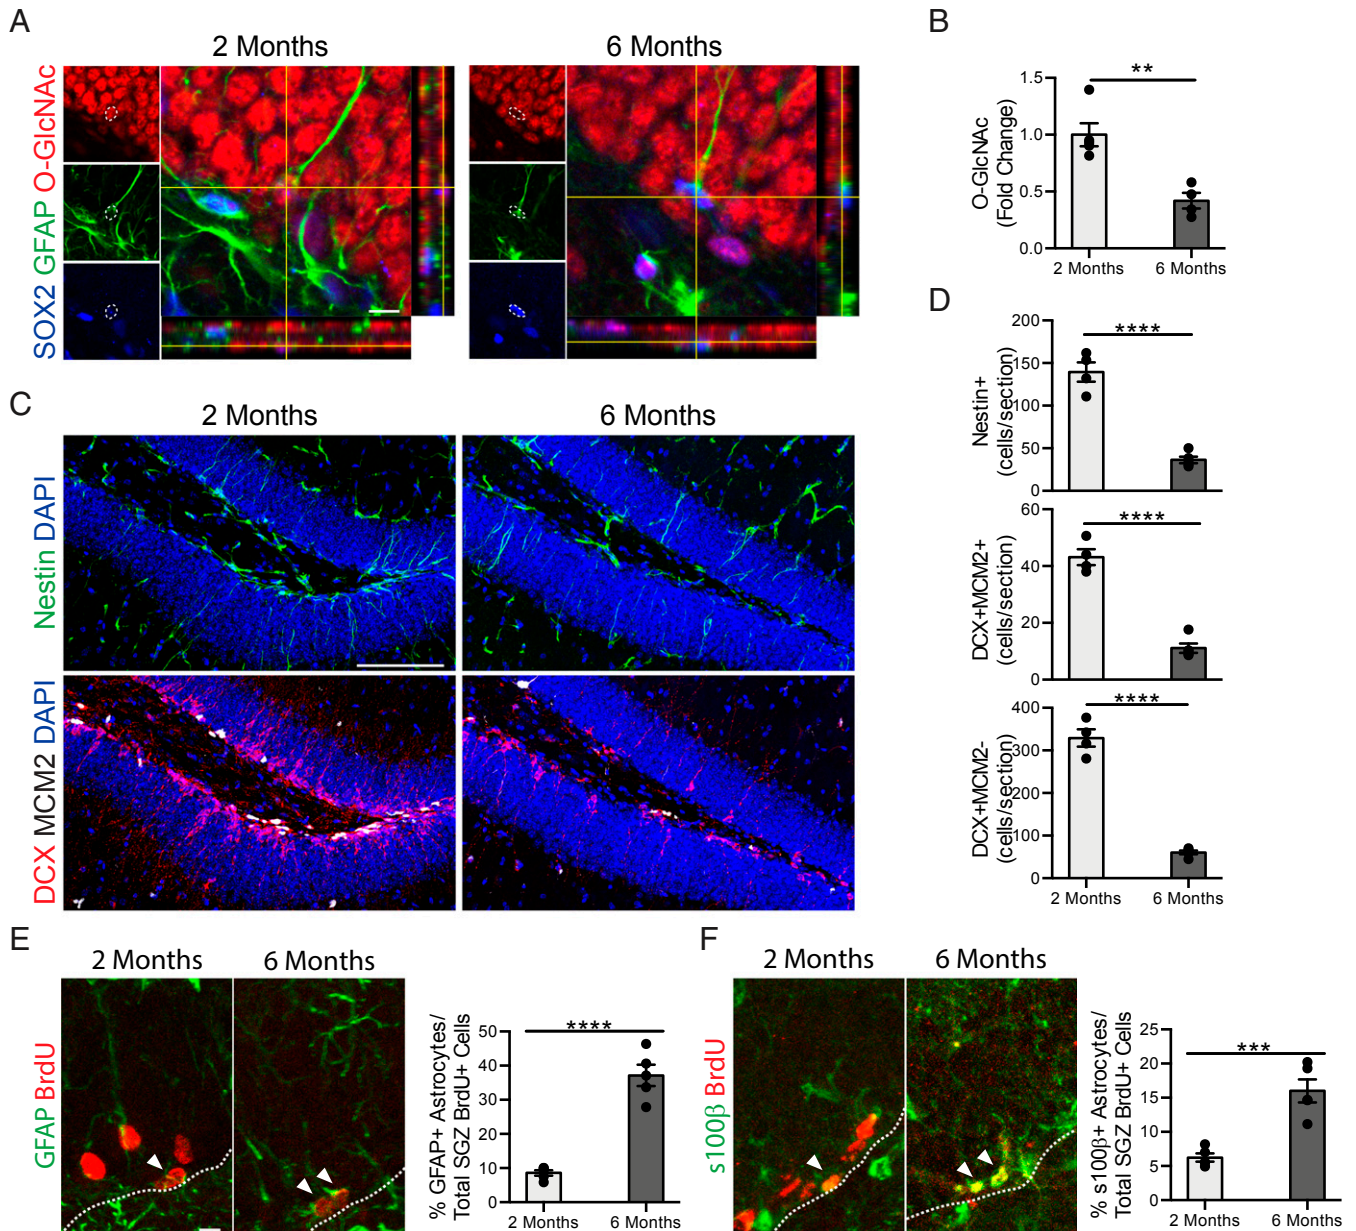 A
2 Months
6 Months
SOX2 GFAP O-GlcNAc
B
O-GlcNAc
(Fold Change)
1.5
1.0
0.5
0.0
**
2 Months
6 Months
C
2 Months
6 Months
Nestin DAPI
DCX MCM2 DAPI
D
Nestin+
(cells/section)
200
150
100
50
0
****
DCX+MCM2+
(cells/section)
60
40
20
0
****
DCX+MCM2-
(cells/section)
400
300
200
100
0
****
2 Months
6 Months
E
2 Months
6 Months
GFAP BrdU
% GFAP+ Astrocytes/
Total SGZ BrdU+ Cells
50
40
30
20
10
0
****
2 Months
6 Months
F
2 Months
6 Months
s100β BrdU
% s100β+ Astrocytes/
Total SGZ BrdU+ Cells
25
20
15
10
5
0
***
2 Months
6 Months